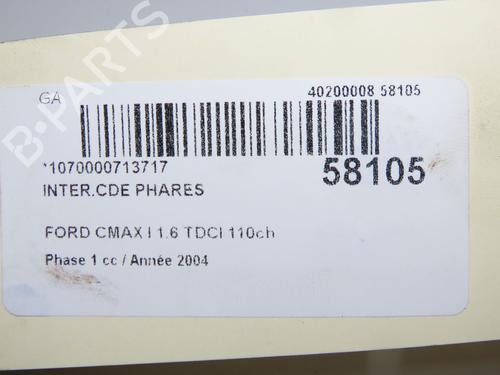 GA
40200008 58105
*1070000713717
58105
INTER.CDE PHARES
FORD CMAX I 1.6 TDCI 110ch
Phase 1 cc / Année 2004
B-PARTS